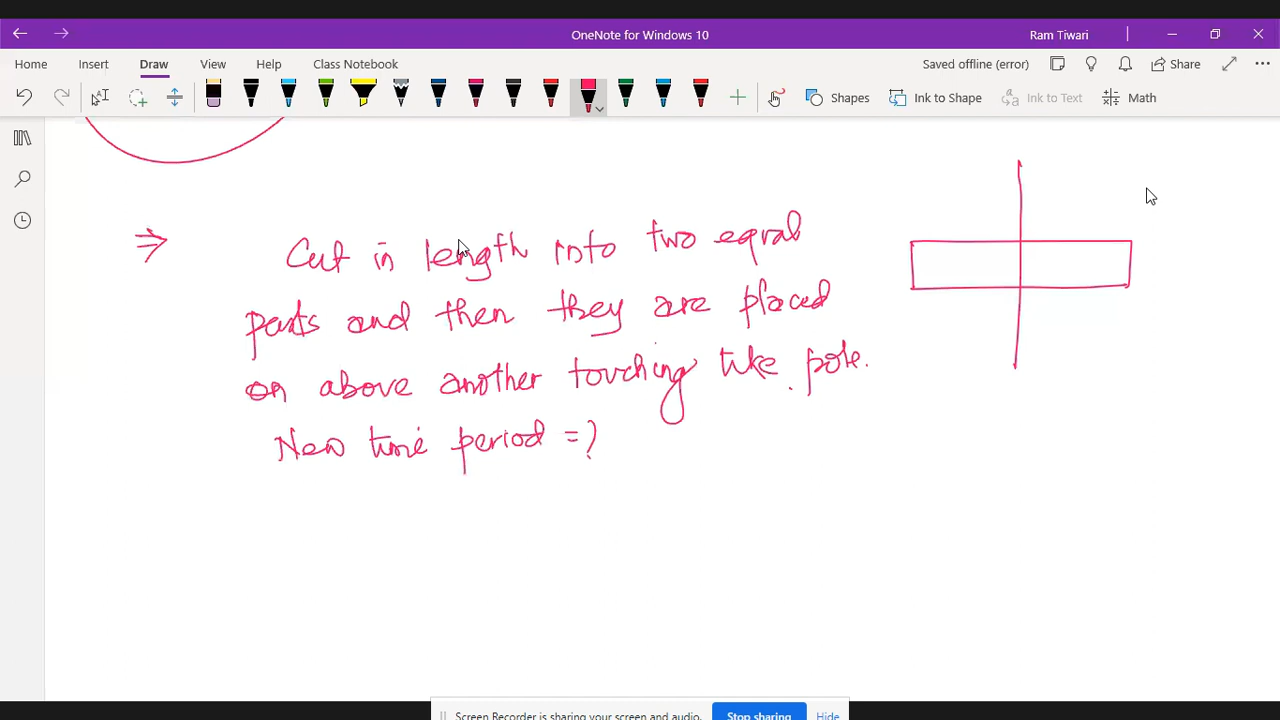 OneNote for Windows 10
Ram Tiwari
Home Insert Draw View Help Class Notebook
Saved offline (error) Share
Shapes Ink to Shape Ink to Text Math
Cut in length into two equal
parts and then they are placed
on above another touching like pole.
New time period = ?
Screen Recorder is sharing your screen and audio. Stop sharing Hide